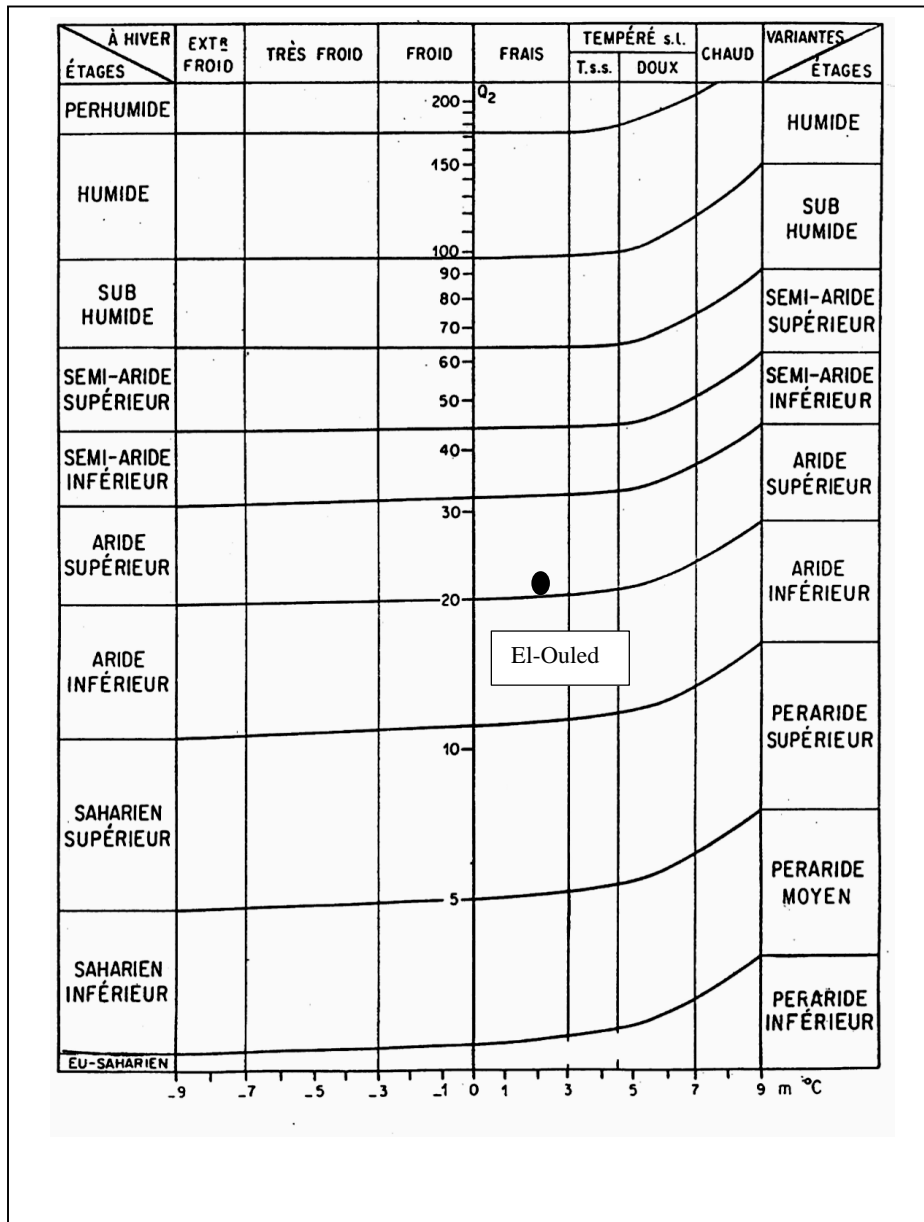 À HIVER
ÉTAGES
EXTR
FROID
TRÈS FROID
FROID
FRAIS
TEMPÉRÉ s.l.
T.s.s.
DOUX
CHAUD
VARIANTES
ÉTAGES
PERHUMIDE
HUMIDE
SUB
HUMIDE
SEMI-ARIDE
SUPÉRIEUR
SEMI-ARIDE
INFÉRIEUR
ARIDE
SUPÉRIEUR
ARIDE
INFÉRIEUR
SAHARIEN
SUPÉRIEUR
SAHARIEN
INFÉRIEUR
EU-SAHARIEN
Q2
200
150
100
90
80
70
60
50
40
30
20
10
5
El-Ouled
HUMIDE
SUB
HUMIDE
SEMI-ARIDE
SUPÉRIEUR
SEMI-ARIDE
INFÉRIEUR
ARIDE
SUPÉRIEUR
ARIDE
INFÉRIEUR
PERARIDE
SUPÉRIEUR
PERARIDE
MOYEN
PERARIDE
INFÉRIEUR
-9 -7 -5 -3 -1 0 1 3 5 7 9 m °C